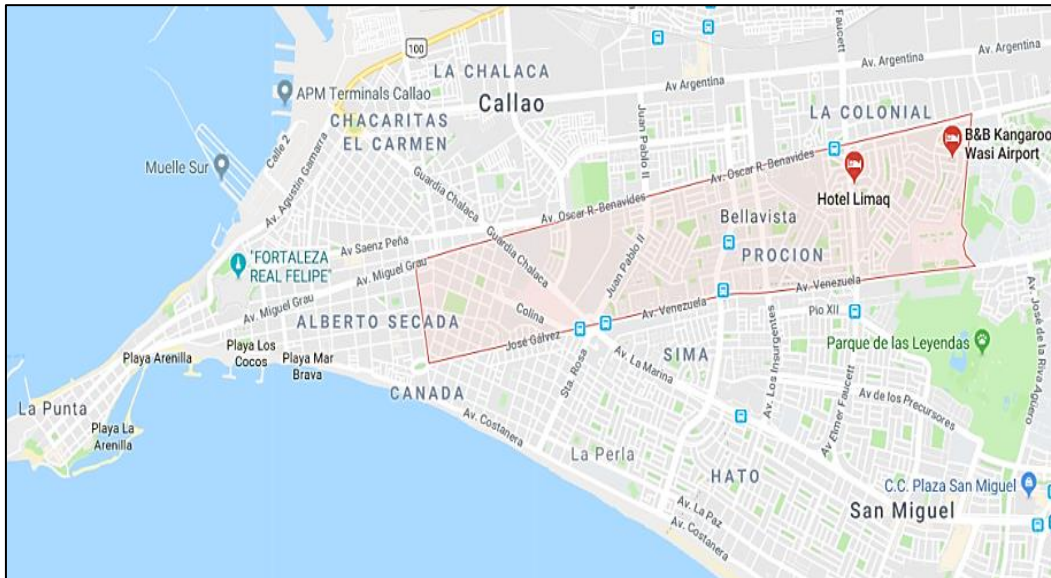 100
Faucett
Av. Argentina
LA CHALACA
Av. Argentina
Av Argentina
APM Terminals Callao
Callao
LA COLONIAL
CHACARITAS
EL CARMEN
Calle 2
Juan Pablo II
B&B Kangaroo
Wasi Airport
Muelle Sur
Av. Agustín Gamarra
Guardia Chalaca
Av. Oscar R-Benavides
Hotel Limaq
Av. Oscar R-Benavides
Bellavista
Av Saenz Peña
Guardia Chalaca
Juan Pablo II
PROCION
"FORTALEZA
REAL FELIPE"
Av. Miguel Grau
Av. Venezuela
Av. Miguel Grau
Colina
Av. Venezuela
Pio XII
ALBERTO SECADA
José Gálvez
Av. José de la Riva Agüero
Playa Arenilla
Playa Los
Cocos
Playa Mar
Brava
Av. La Marina
SIMA
Av. Los Insurgentes
Parque de las Leyendas
Sta. Rosa
CANADA
Av de los Precursores
La Punta
Av. Costanera
Av Elmer Faucett
Playa La
Arenilla
La Perla
HATO
C.C. Plaza San Miguel
San Miguel
Av. La Paz
Av. Costanera